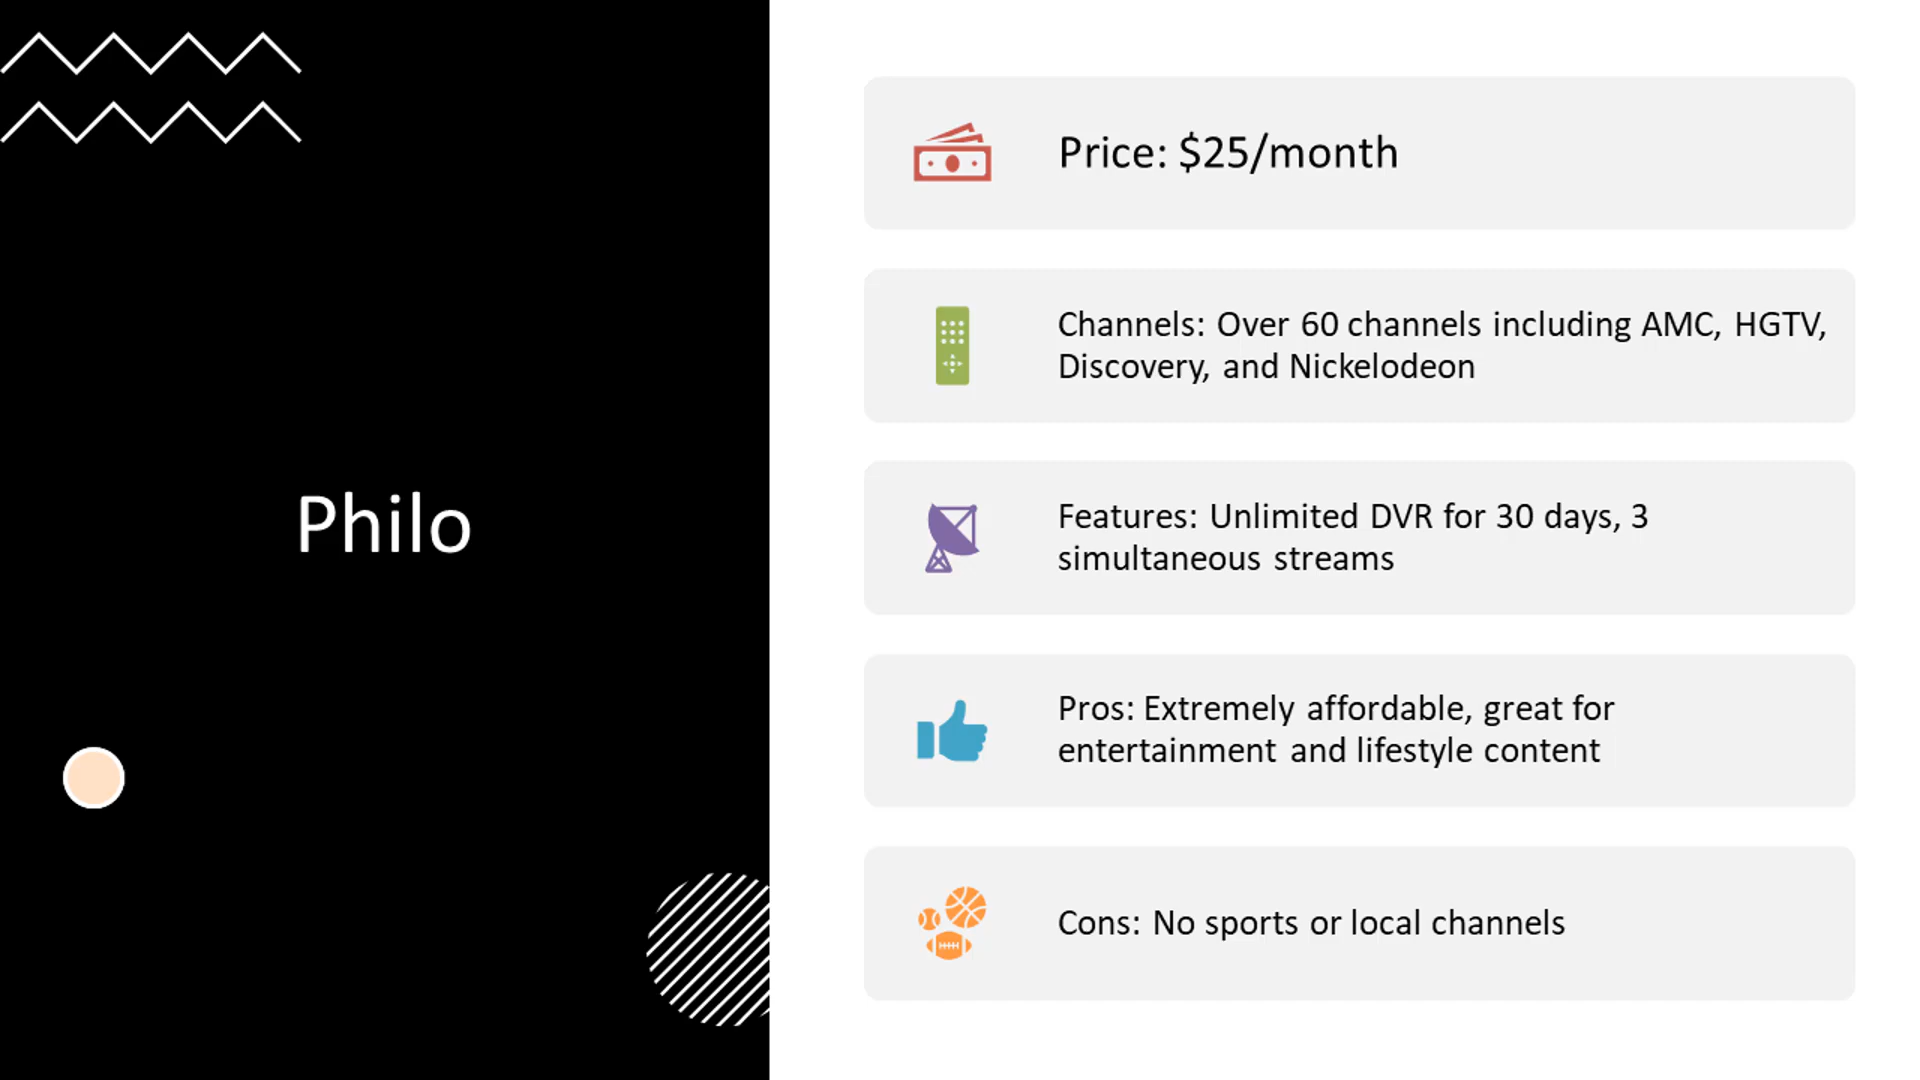 Philo
Price: $25/month
Channels: Over 60 channels including AMC, HGTV,
Discovery, and Nickelodeon
Features: Unlimited DVR for 30 days, 3
simultaneous streams
Pros: Extremely affordable, great for
entertainment and lifestyle content
Cons: No sports or local channels